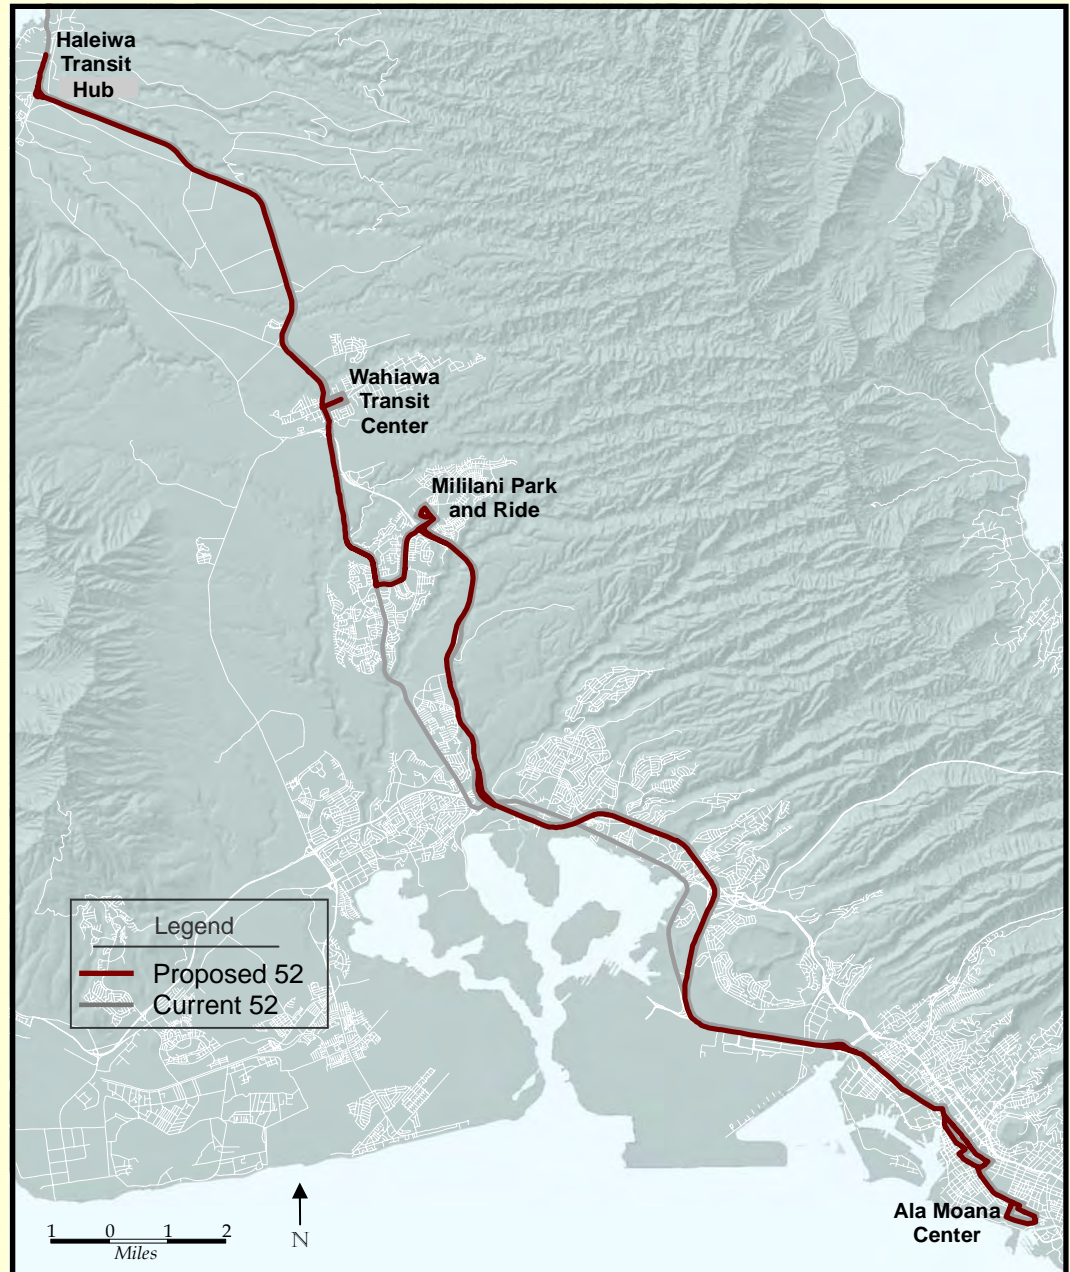 Haleiwa
Transit
Hub
Wahiawa
Transit
Center
Mililani Park
and Ride
Legend
Proposed 52
Current 52
Ala Moana
Center
1 0 1 2
Miles
N